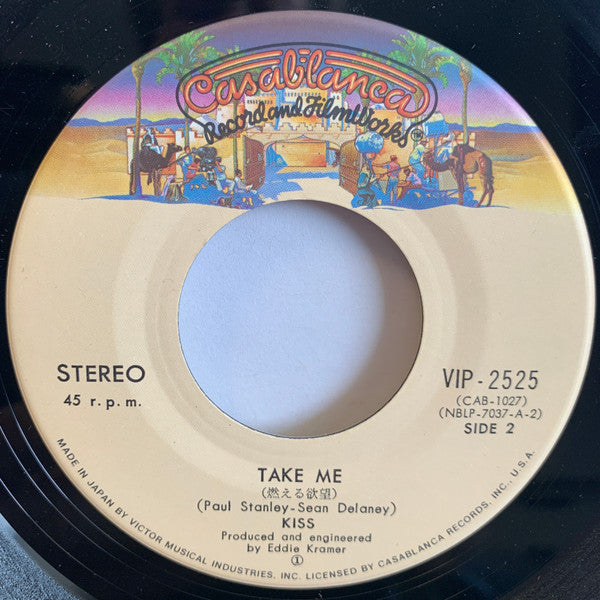 Casablanca
Record and FilmWorks
TM
STEREO
45 r.p.m.
VIP-2525
(CAB-1027)
(NBLP-7037-A-2)
SIDE 2
TAKE ME
(燃える欲望)
(Paul Stanley-Sean Delaney)
KISS
Produced and engineered
by Eddie Kramer
①
MADE IN JAPAN BY VICTOR MUSICAL INDUSTRIES, INC. LICENSED BY CASABLANCA RECORDS, INC., U.S.A.